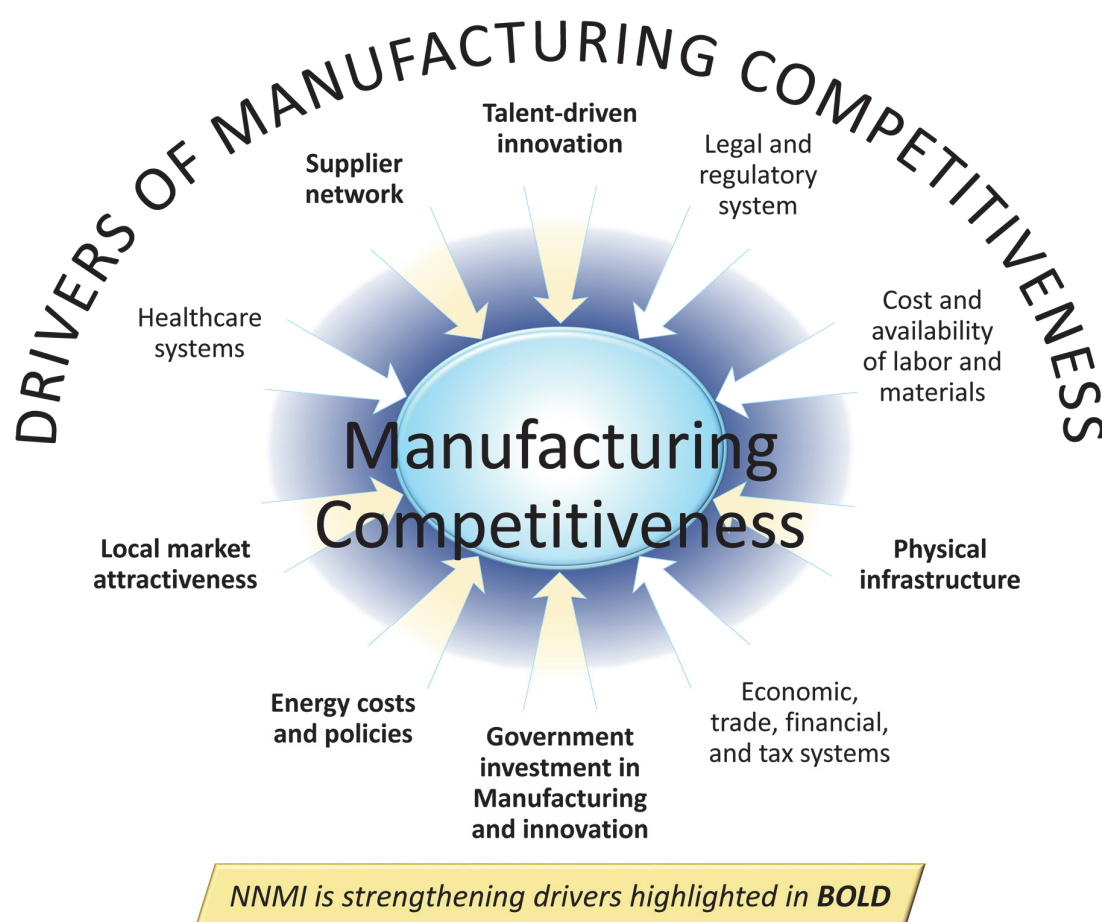 DRIVERS OF MANUFACTURING COMPETITIVENESS
Talent-driven
innovation
Legal and
regulatory
system
Cost and
availability
of labor and
materials
Physical
infrastructure
Economic,
trade, financial,
and tax systems
Government
investment in
Manufacturing
and innovation
Energy costs
and policies
Local market
attractiveness
Healthcare
systems
Supplier
network
Manufacturing
Competitiveness
NNMI is strengthening drivers highlighted in BOLD